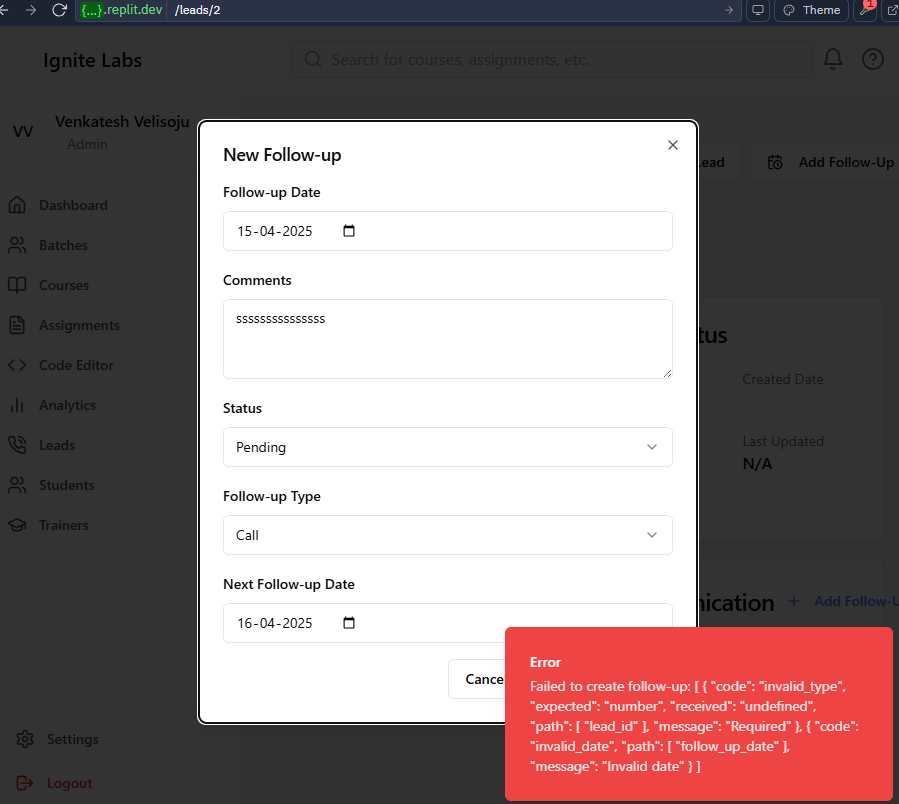 {...}.replit.dev /leads/2
Theme
1
Ignite Labs
Search for courses, assignments, etc.
VV
Venkatesh Velisoju
Admin
Lead
Add Follow-Up
Dashboard
Batches
Courses
Assignments
Code Editor
Analytics
Leads
Students
Trainers
Settings
Logout
New Follow-up
Follow-up Date
15-04-2025
Comments
sssssssssssssss
Status
Pending
Follow-up Type
Call
Next Follow-up Date
16-04-2025
Cancel
tus
Created Date
Last Updated
N/A
nication
+ Add Follow-U
Error
Failed to create follow-up: [ { "code": "invalid_type",
"expected": "number", "received": "undefined",
"path": [ "lead_id" ], "message": "Required" }, { "code":
"invalid_date", "path": [ "follow_up_date" ],
"message": "Invalid date" } ]